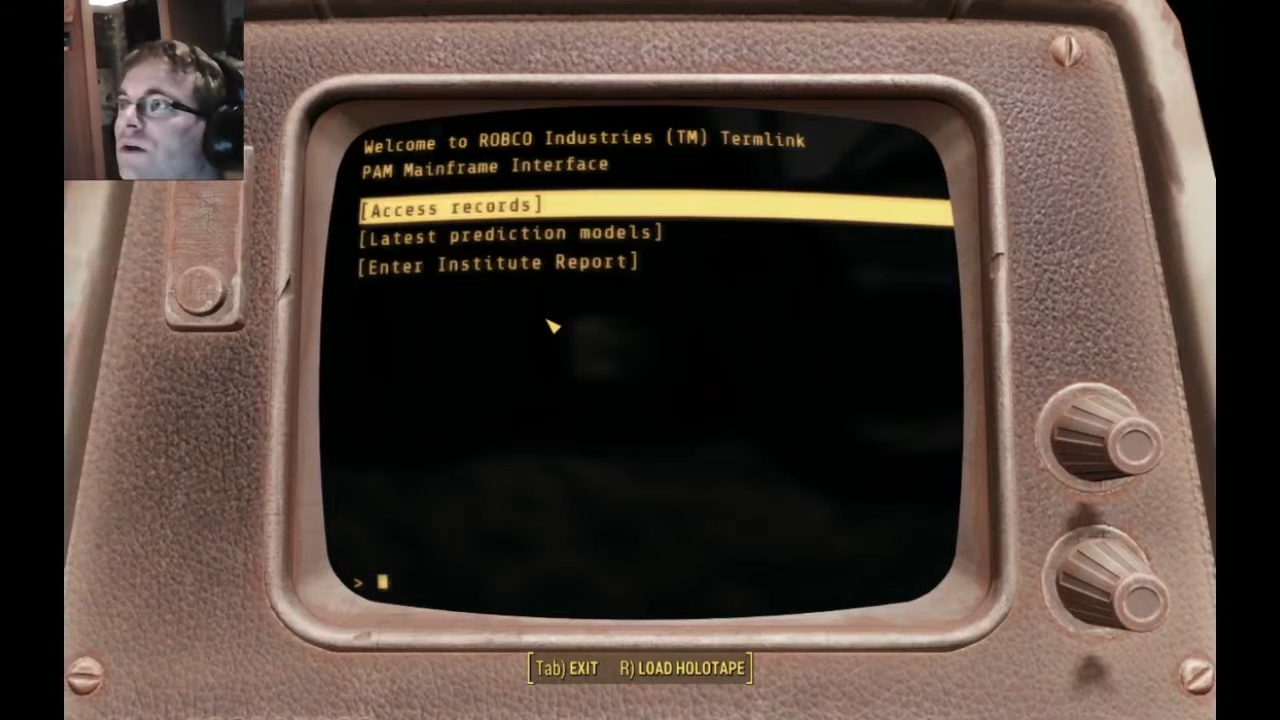 Welcome to ROBCO Industries (TM) Termlink
PAM Mainframe Interface
[Access records]
[Latest prediction models]
[Enter Institute Report]
>
Tab) EXIT R) LOAD HOLOTAPE